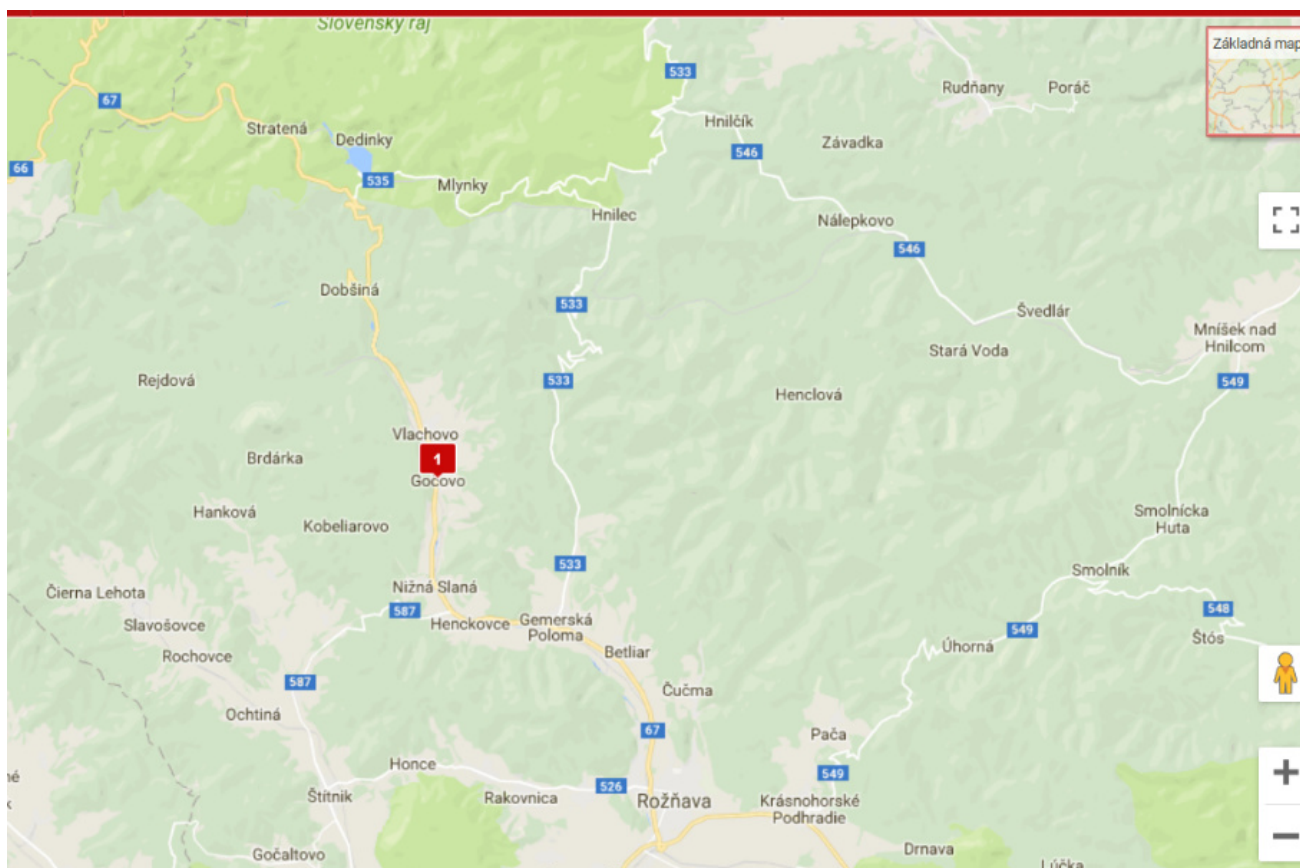 Slovenský raj
Základná map
533
67
Rudňany
Poráč
Hnilčík
Stratená
Dedinky
Závadka
546
66
535
Mlynky
Hnilec
Nálepkovo
546
Dobšiná
533
Švedlár
Mníšek nad
Hnilcom
Stará Voda
Rejdová
533
549
Henclová
Vlachovo
Brdárka
1
Gočovo
Hanková
Smolnícka
Huta
Kobeliarovo
533
Smolník
Nižná Slaná
Čierna Lehota
587
548
Slavošovce
Henckovce
Gemerská
Poloma
549
Štós
Úhorná
Rochovce
Betliar
587
Čučma
Ochtiná
67
Pača
Honce
549
né
526
Štítnik
Rakovnica
Rožňava
Krásnohorské
Podhradie
k
Gočaltovo
Drnava
Lúčka